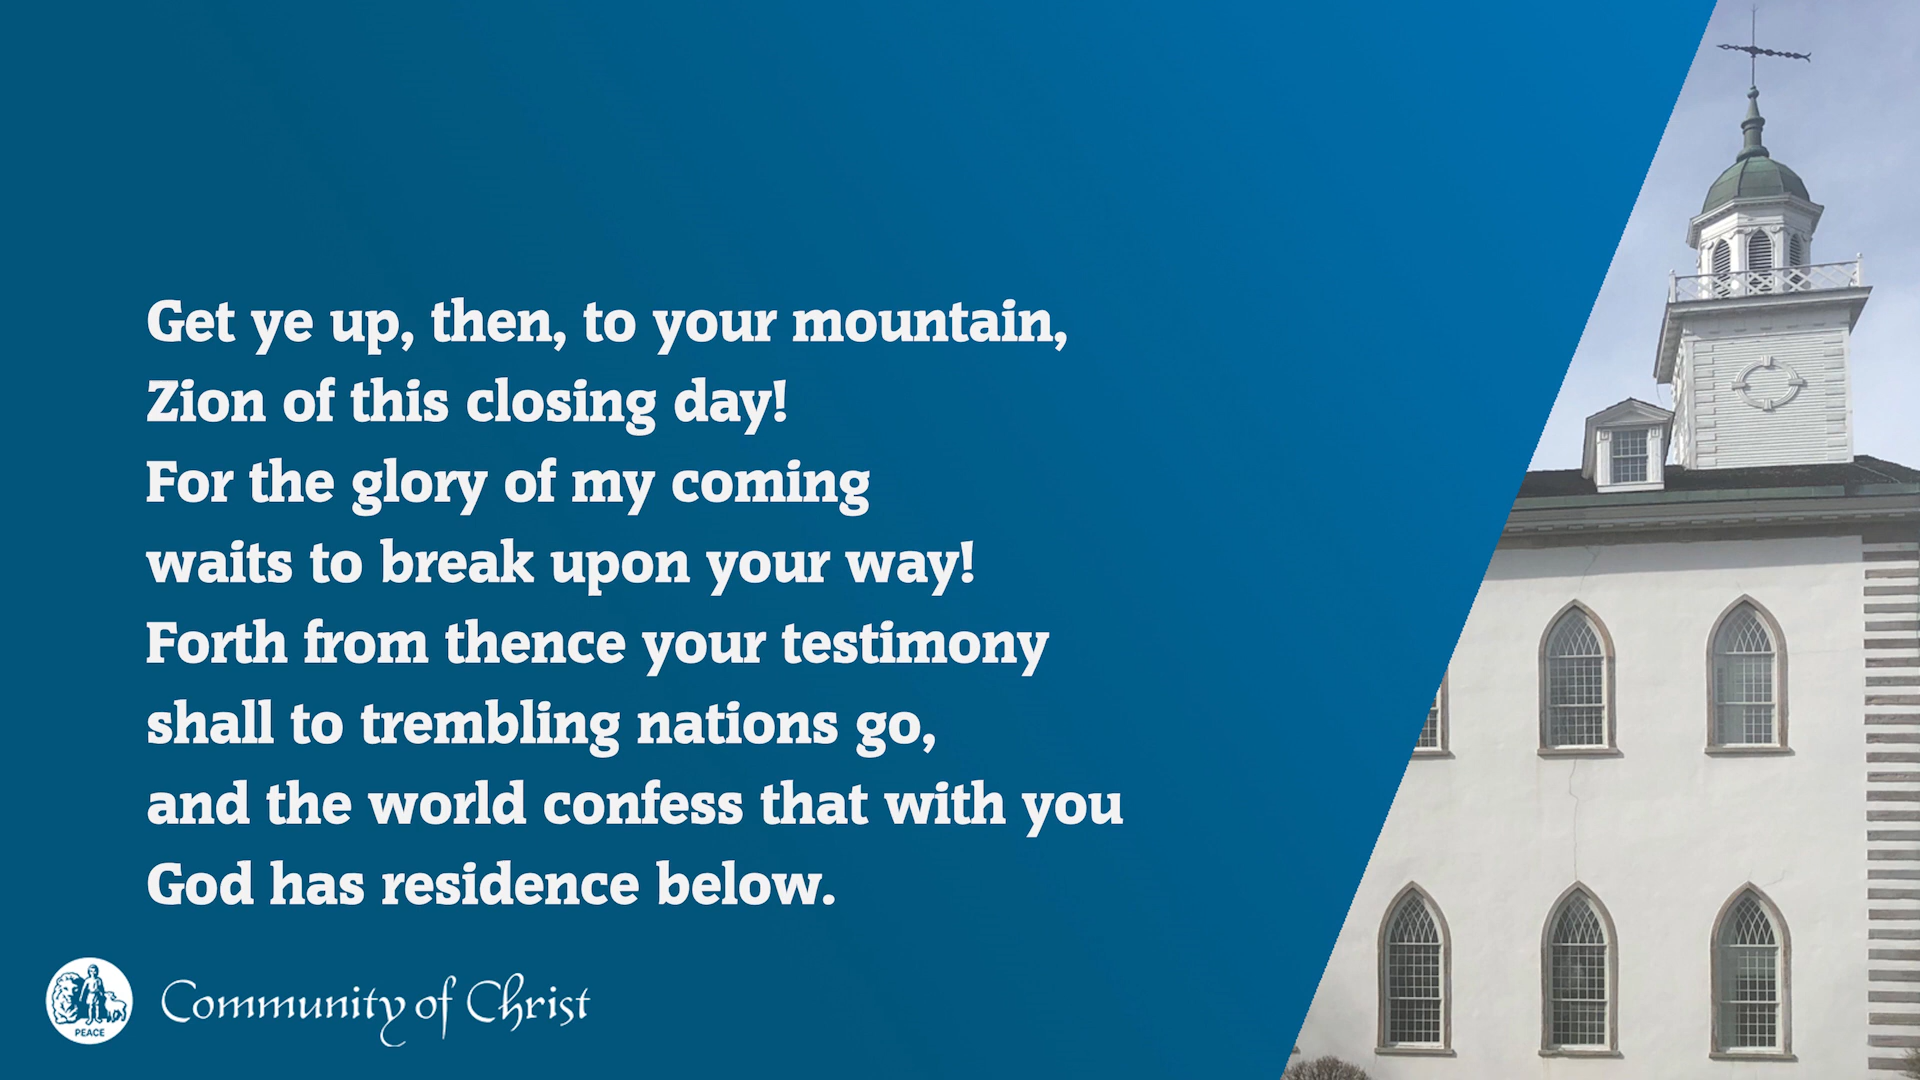 Get ye up, then, to your mountain,
Zion of this closing day!
For the glory of my coming
waits to break upon your way!
Forth from thence your testimony
shall to trembling nations go,
and the world confess that with you
God has residence below.
PEACE
Community of Christ